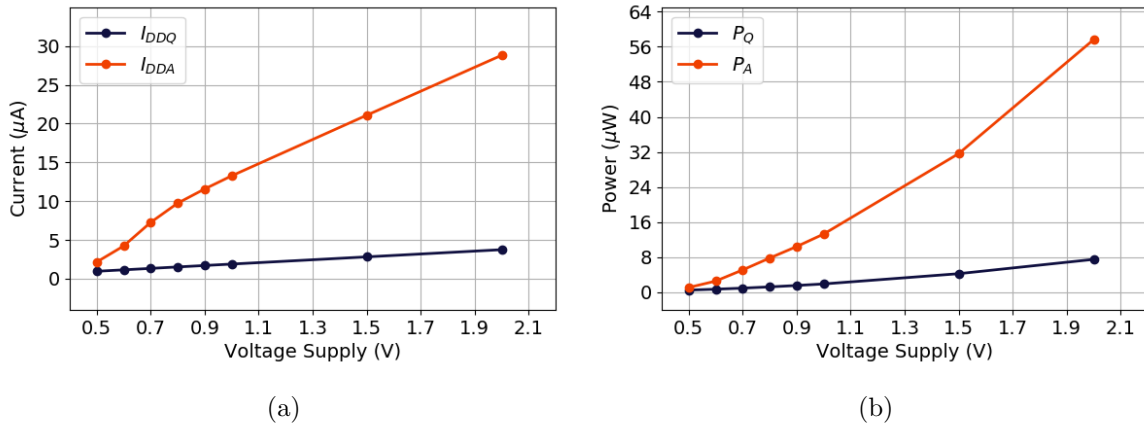 I_DDQ
I_DDA
30
25
20
15
10
5
0
Current (μA)
0.5 0.7 0.9 1.1 1.3 1.5 1.7 1.9 2.1
Voltage Supply (V)
(a)
P_Q
P_A
64
56
48
40
32
24
16
8
0
Power (μW)
0.5 0.7 0.9 1.1 1.3 1.5 1.7 1.9 2.1
Voltage Supply (V)
(b)